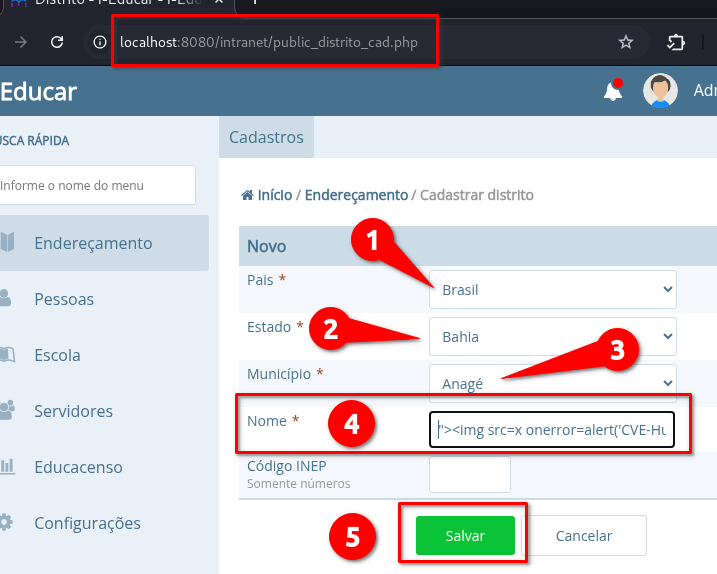 Distrito - i-Educar - i-Educar
localhost:8080/intranet/public_distrito_cad.php
Educar
Adr
USCA RÁPIDA
Informe o nome do menu
Cadastros
Início / Endereçamento / Cadastrar distrito
Novo
Endereçamento
Pessoas
Escola
Servidores
Educacenso
Configurações
1
Pais *
Brasil
2
Estado *
Bahia
3
Município *
Anagé
4
Nome *
"><img src=x onerror=alert('CVE-Hu
Código INEP
Somente números
5
Salvar
Cancelar